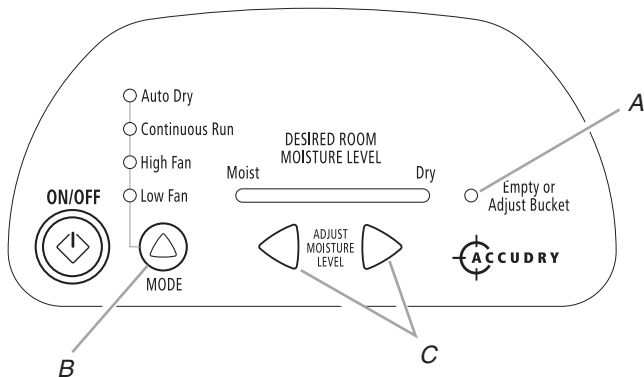 A
Auto Dry
Continuous Run
High Fan
Low Fan
DESIRED ROOM
MOISTURE LEVEL
Moist
Dry
Empty or
Adjust Bucket
ON/OFF
MODE
ADJUST
MOISTURE
LEVEL
ACCUDRY
B
C